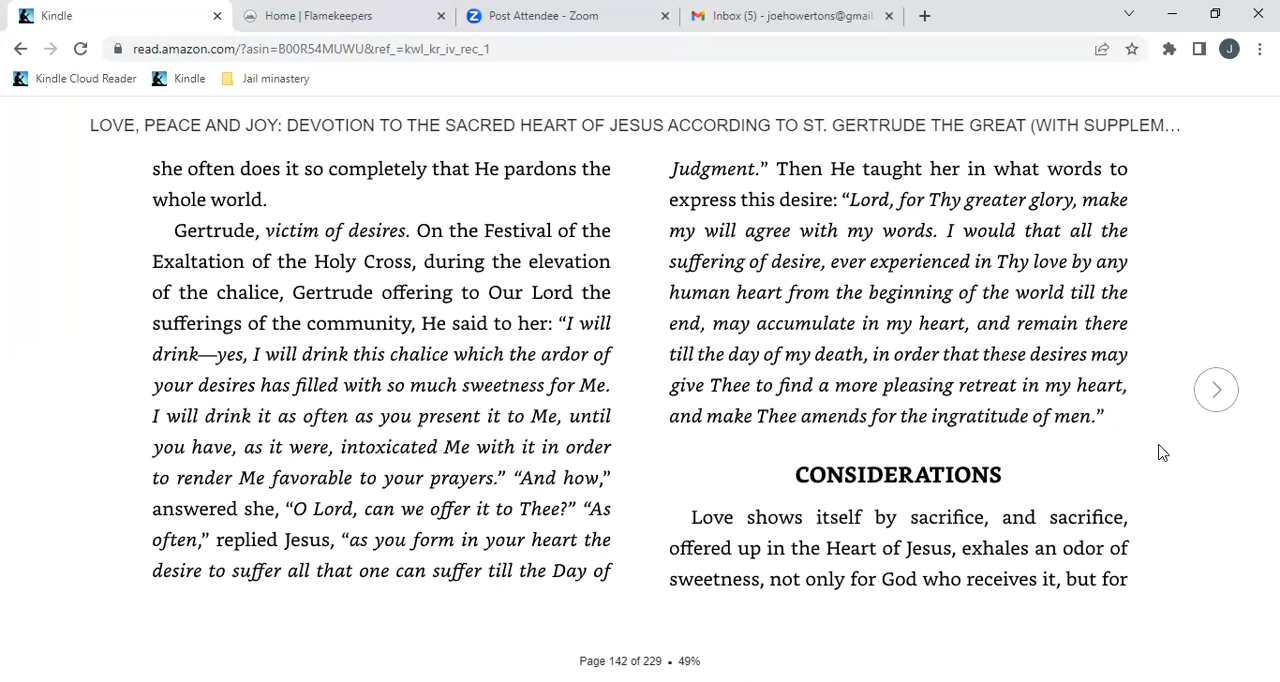 Kindle
Home | Flamekeepers
Post Attendee - Zoom
Inbox (5) - joehowertons@gmail.
read.amazon.com/?asin=B00R54MUWU&ref_=kwl_kr_iv_rec_1
J
Kindle Cloud Reader
Kindle
Jail minastery
LOVE, PEACE AND JOY: DEVOTION TO THE SACRED HEART OF JESUS ACCORDING TO ST. GERTRUDE THE GREAT (WITH SUPPLEM…
she often does it so completely that He pardons the
whole world.
Gertrude, victim of desires. On the Festival of the
Exaltation of the Holy Cross, during the elevation
of the chalice, Gertrude offering to Our Lord the
sufferings of the community, He said to her: “I will
drink—yes, I will drink this chalice which the ardor of
your desires has filled with so much sweetness for Me.
I will drink it as often as you present it to Me, until
you have, as it were, intoxicated Me with it in order
to render Me favorable to your prayers.” “And how,”
answered she, “O Lord, can we offer it to Thee?” “As
often,” replied Jesus, “as you form in your heart the
desire to suffer all that one can suffer till the Day of
Judgment.” Then He taught her in what words to
express this desire: “Lord, for Thy greater glory, make
my will agree with my words. I would that all the
suffering of desire, ever experienced in Thy love by any
human heart from the beginning of the world till the
end, may accumulate in my heart, and remain there
till the day of my death, in order that these desires may
give Thee to find a more pleasing retreat in my heart,
and make Thee amends for the ingratitude of men.”
CONSIDERATIONS
Love shows itself by sacrifice, and sacrifice,
offered up in the Heart of Jesus, exhales an odor of
sweetness, not only for God who receives it, but for
Page 142 of 229 • 49%